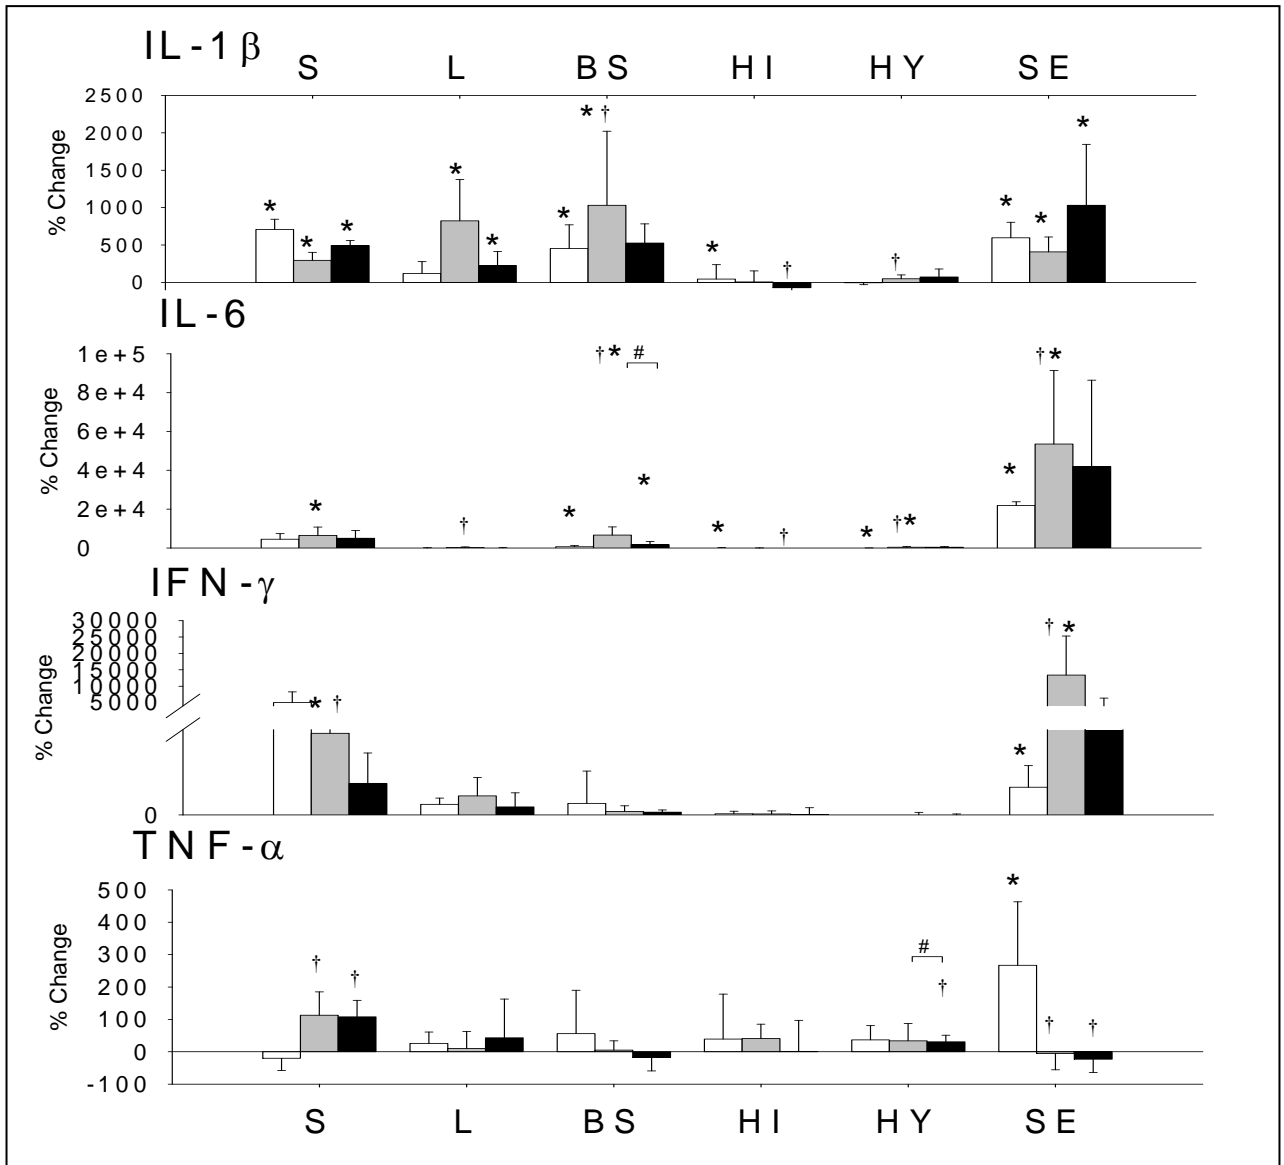 IL-1β
S L BS HI HY SE
% Change
2500
2000
1500
1000
500
0
* * * * * * * † * † † * * *
IL-6
% Change
1e+5
8e+4
6e+4
4e+4
2e+4
0
* † * †* # * * † * †* * †*
IFN-γ
% Change
30000
25000
20000
15000
10000
5000
0
* † * † *
TNF-α
% Change
500
400
300
200
100
0
-100
† † # † * † †
S L BS HI HY SE